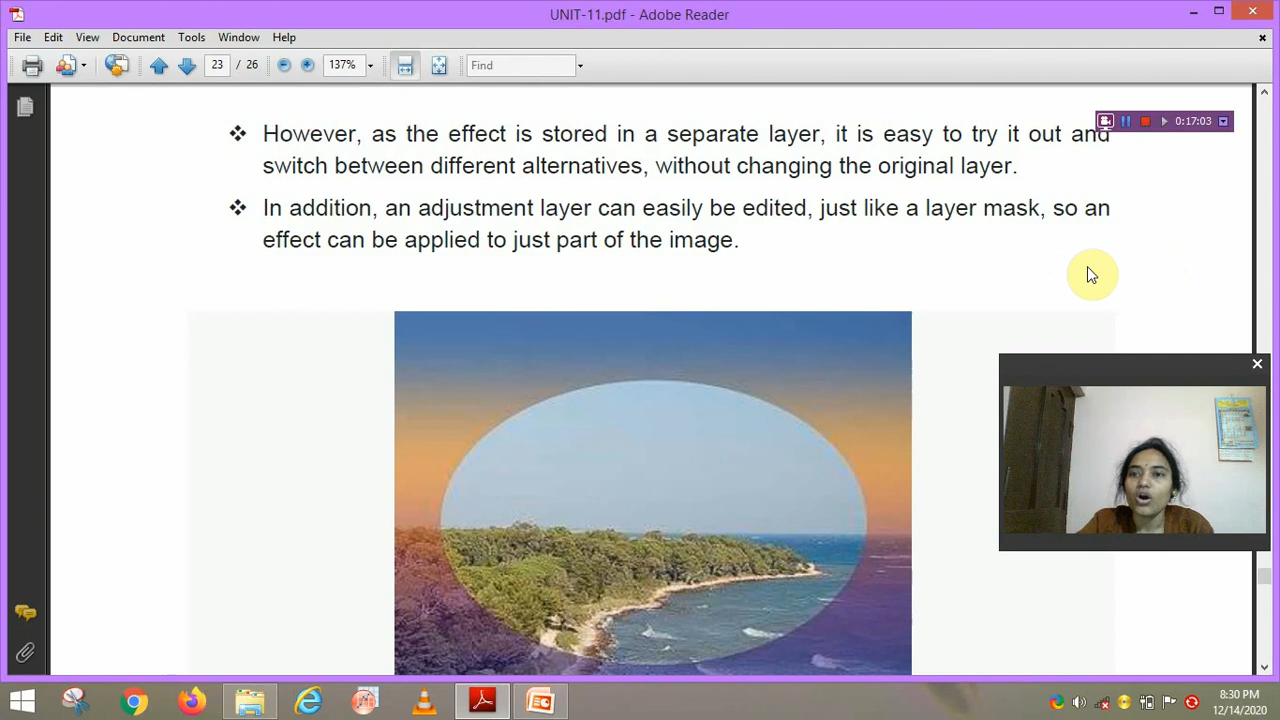 UNIT-11.pdf - Adobe Reader
File Edit View Document Tools Window Help
23 / 26 137% Find
However, as the effect is stored in a separate layer, it is easy to try it out and
switch between different alternatives, without changing the original layer.
0:17:03
In addition, an adjustment layer can easily be edited, just like a layer mask, so an
effect can be applied to just part of the image.
8:30 PM
12/14/2020